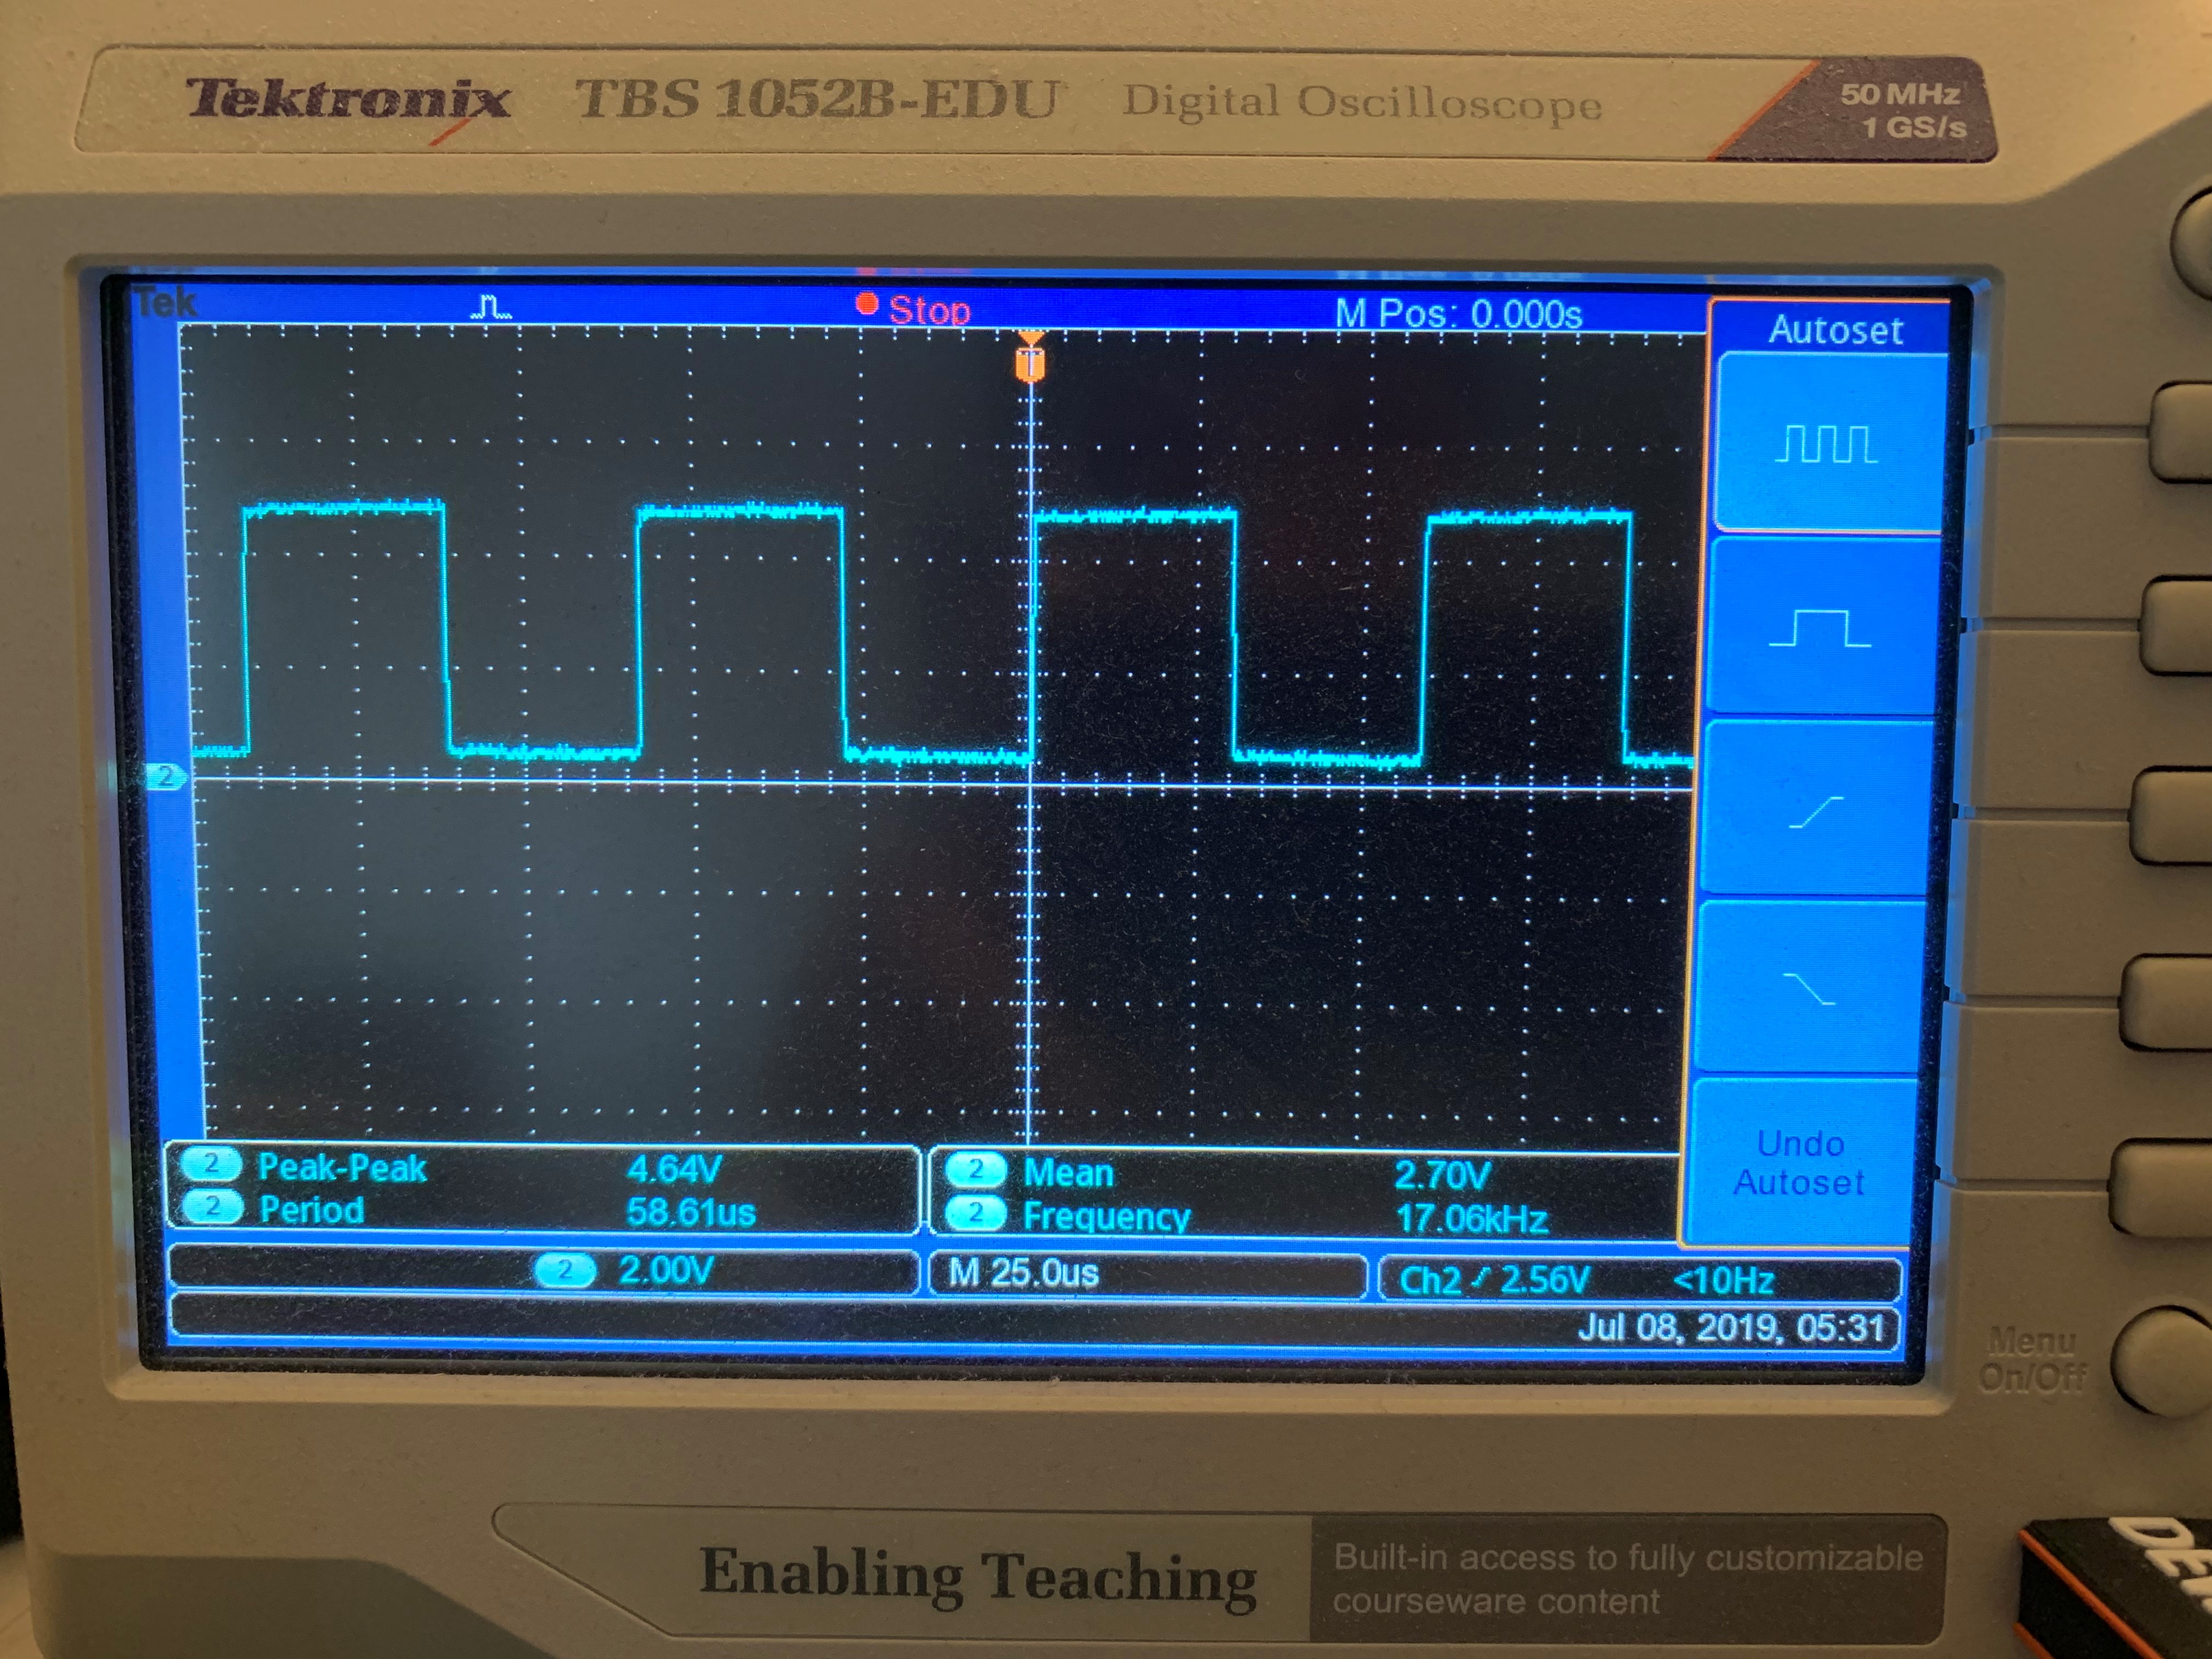 Tektronix TBS 1052B-EDU Digital Oscilloscope
50 MHz
1 GS/s
Tek Stop M Pos: 0.000s
Autoset
T
2
Undo
Autoset
2 Peak-Peak 4.64V 2 Mean 2.70V
2 Period 58.61us 2 Frequency 17.06kHz
2 2.00V M 25.0us Ch2 2.56V <10Hz
Jul 08, 2019, 05:31
Menu
On/Off
Enabling Teaching
Built-in access to fully customizable
courseware content